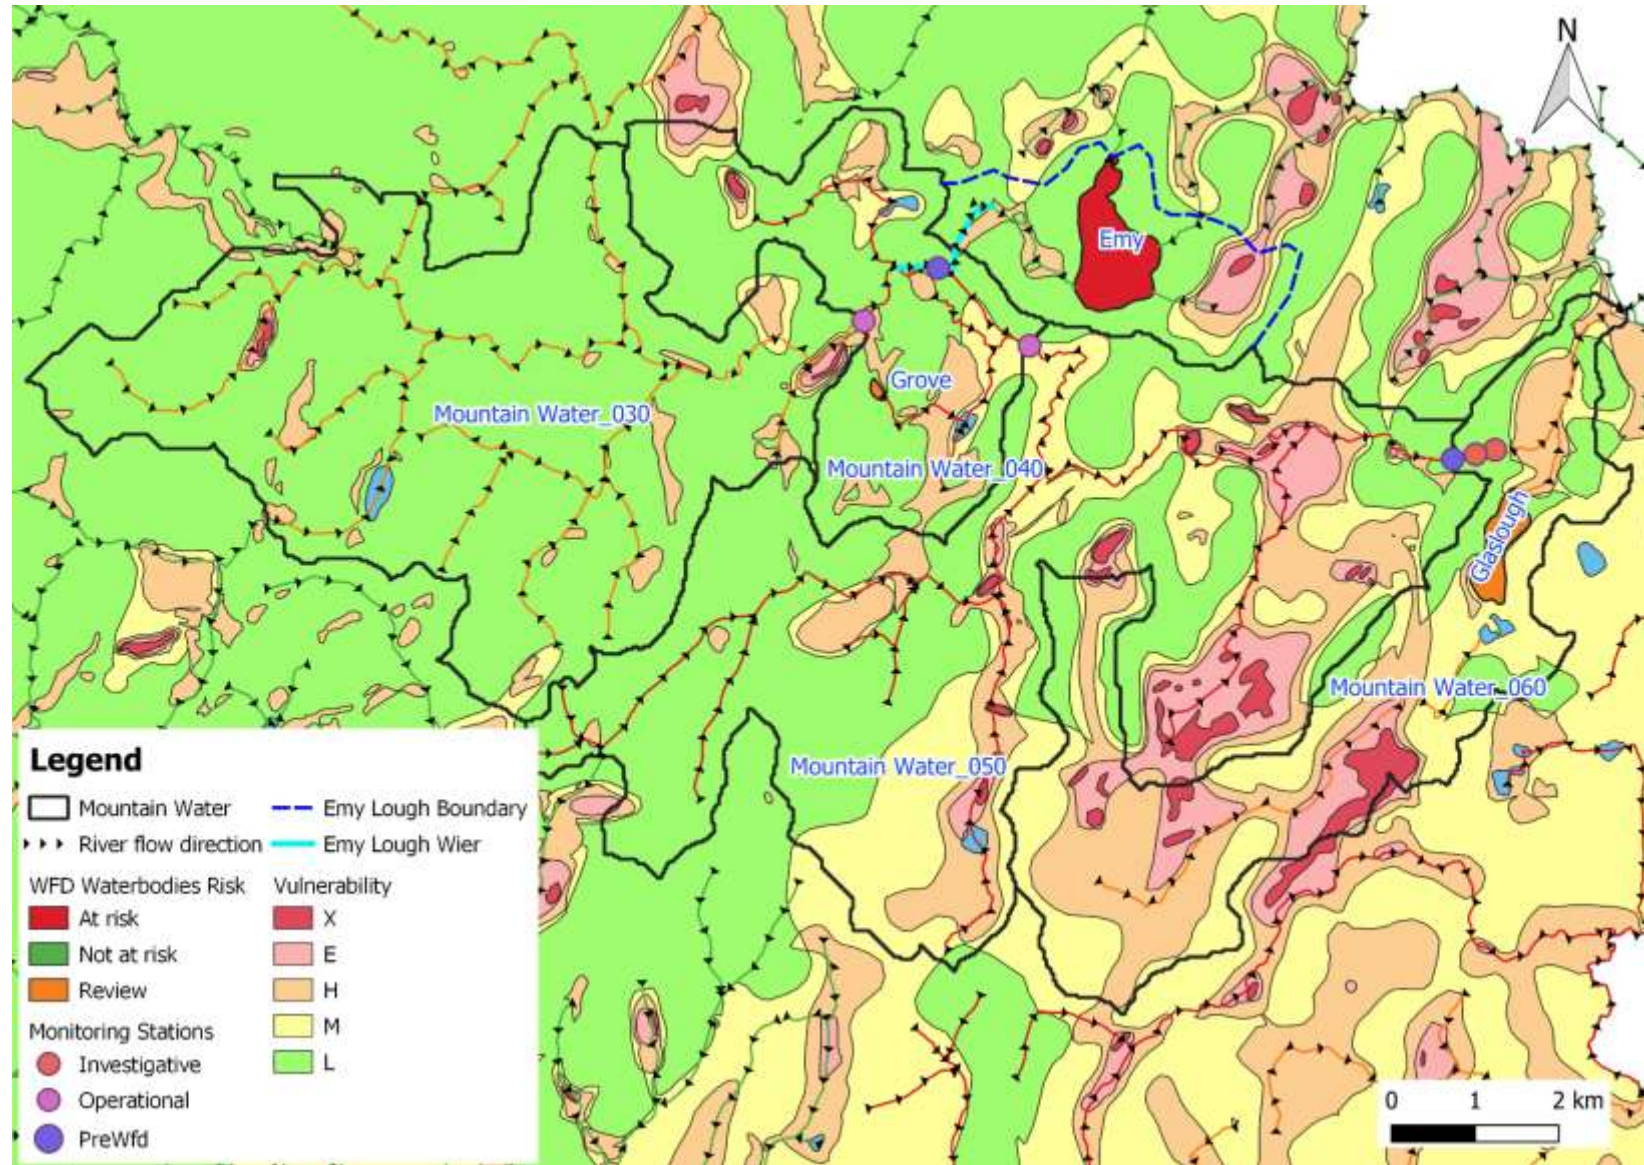 N
Emy
Grove
Mountain Water_030
Mountain Water_040
Glaslough
Mountain Water_060
Mountain Water_050
Legend
Mountain Water
Emy Lough Boundary
River flow direction
Emy Lough Wier
WFD Waterbodies Risk
Vulnerability
At risk
X
Not at risk
E
Review
H
M
Monitoring Stations
Investigative
L
Operational
PreWfd
0 1 2 km